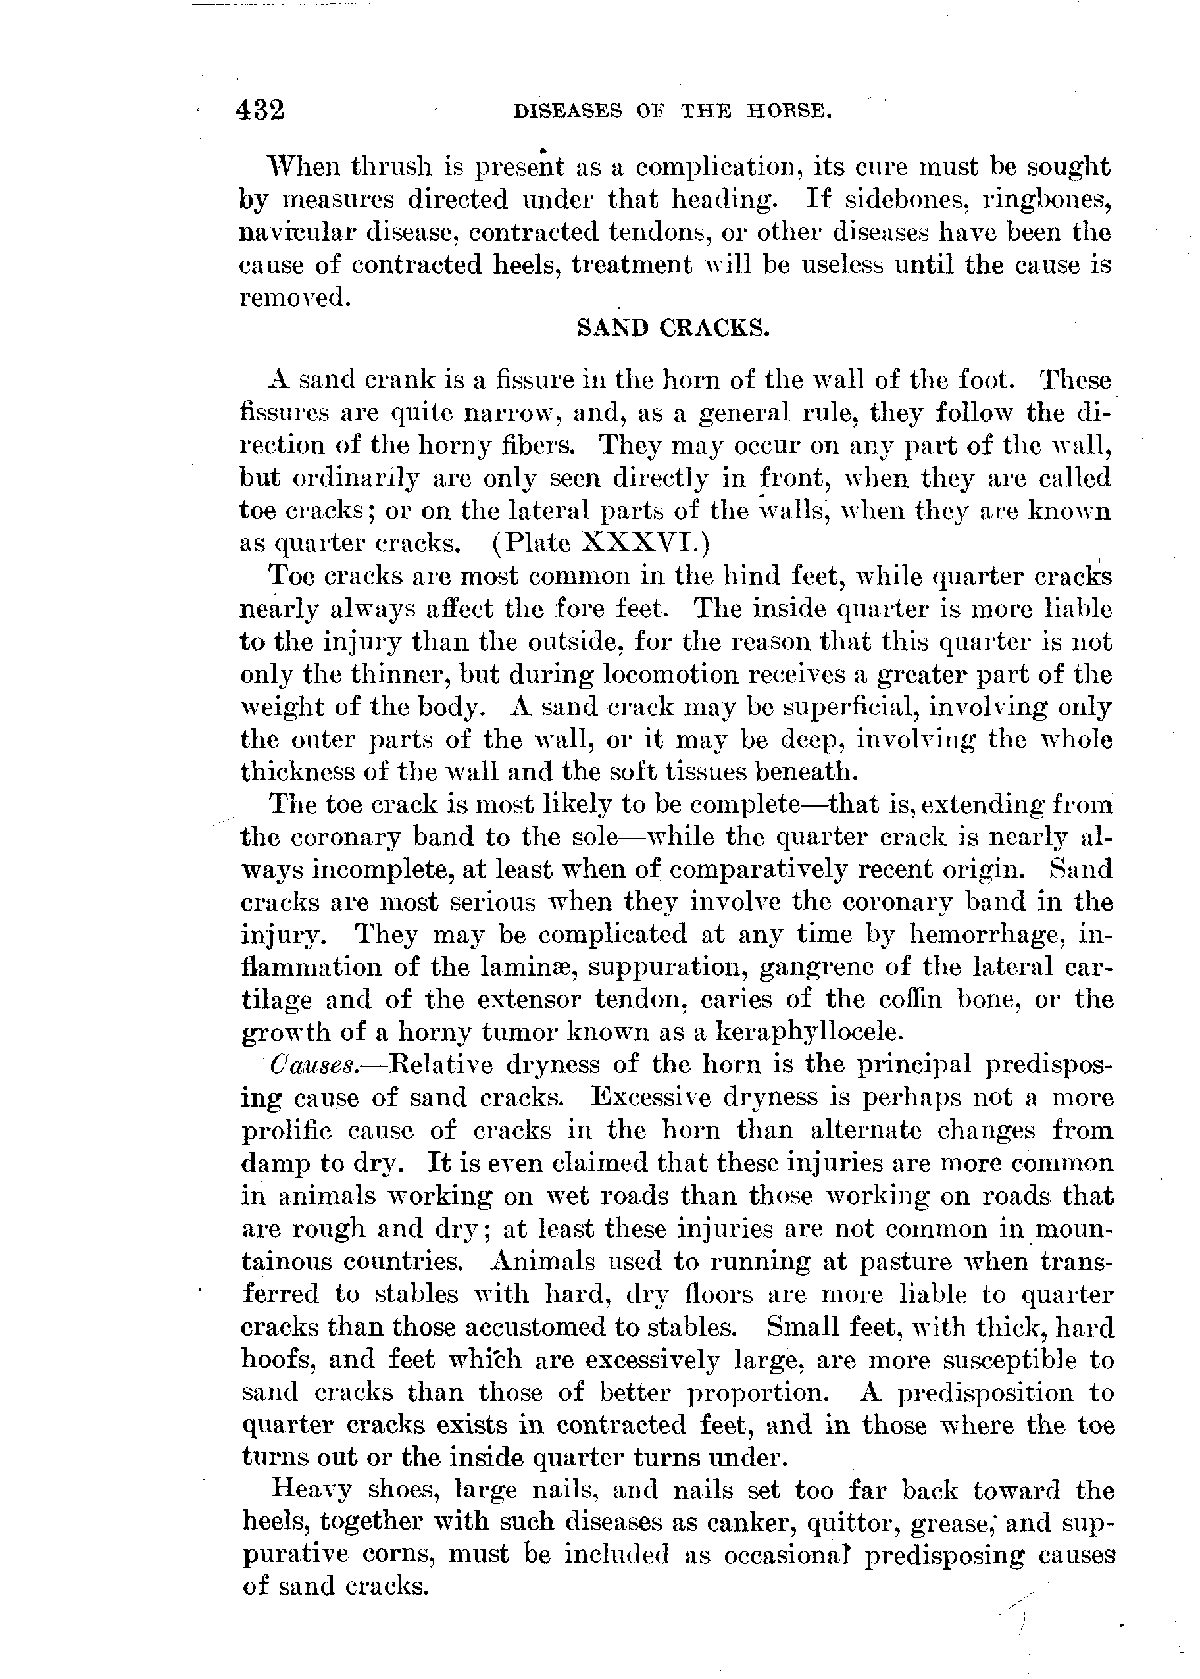 432 DISEASES OF THE HORSE.
When thrush is present as a complication, its cure must be sought
by measures directed under that heading. If sidebones, ringbones,
navicular disease, contracted tendons, or other diseases have been the
cause of contracted heels, treatment will be useless until the cause is
removed.
SAND CRACKS.
A sand crank is a fissure in the horn of the wall of the foot. These
fissures are quite narrow, and, as a general rule, they follow the di-
rection of the horny fibers. They may occur on any part of the wall,
but ordinarily are only seen directly in front, when they are called
toe cracks; or on the lateral parts of the walls, when they are known
as quarter cracks. (Plate XXXVI.)
Toe cracks are most common in the hind feet, while quarter cracks
nearly always affect the fore feet. The inside quarter is more liable
to the injury than the outside, for the reason that this quarter is not
only the thinner, but during locomotion receives a greater part of the
weight of the body. A sand crack may be superficial, involving only
the outer parts of the wall, or it may be deep, involving the whole
thickness of the wall and the soft tissues beneath.
The toe crack is most likely to be complete—that is, extending from
the coronary band to the sole—while the quarter crack is nearly al-
ways incomplete, at least when of comparatively recent origin. Sand
cracks are most serious when they involve the coronary band in the
injury. They may be complicated at any time by hemorrhage, in-
flammation of the laminæ, suppuration, gangrene of the lateral car-
tilage and of the extensor tendon, caries of the coffin bone, or the
growth of a horny tumor known as a keraphyllocele.
Causes.—Relative dryness of the horn is the principal predispos-
ing cause of sand cracks. Excessive dryness is perhaps not a more
prolific cause of cracks in the horn than alternate changes from
damp to dry. It is even claimed that these injuries are more common
in animals working on wet roads than those working on roads that
are rough and dry; at least these injuries are not common in moun-
tainous countries. Animals used to running at pasture when trans-
ferred to stables with hard, dry floors are more liable to quarter
cracks than those accustomed to stables. Small feet, with thick, hard
hoofs, and feet which are excessively large, are more susceptible to
sand cracks than those of better proportion. A predisposition to
quarter cracks exists in contracted feet, and in those where the toe
turns out or the inside quarter turns under.
Heavy shoes, large nails, and nails set too far back toward the
heels, together with such diseases as canker, quittor, grease, and sup-
purative corns, must be included as occasional predisposing causes
of sand cracks.